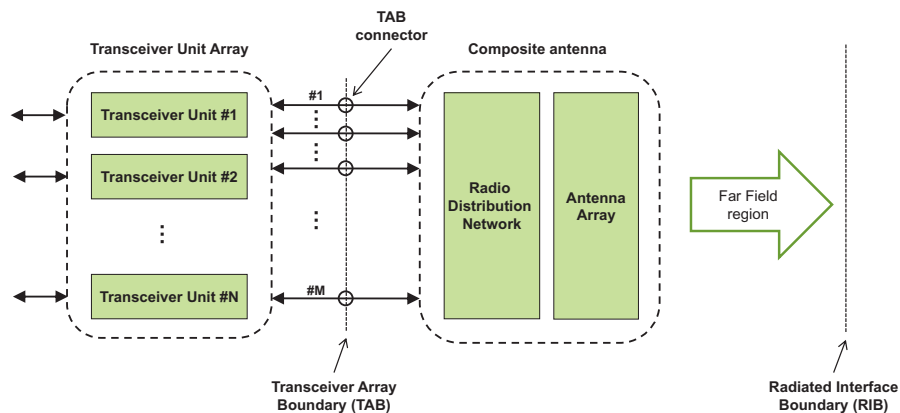 TAB
connector
Transceiver Unit Array
Composite antenna
#1
Transceiver Unit #1
Transceiver Unit #2
Radio
Distribution
Network
Antenna
Array
Far Field
region
Transceiver Unit #N
#M
Transceiver Array
Boundary (TAB)
Radiated Interface
Boundary (RIB)